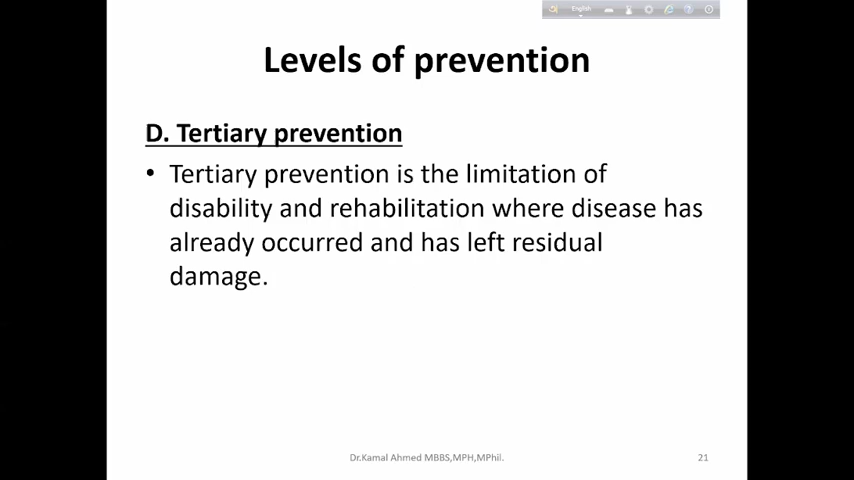 English
Levels of prevention
D. Tertiary prevention
• Tertiary prevention is the limitation of
disability and rehabilitation where disease has
already occurred and has left residual
damage.
Dr.Kamal Ahmed MBBS,MPH,MPhil.
21